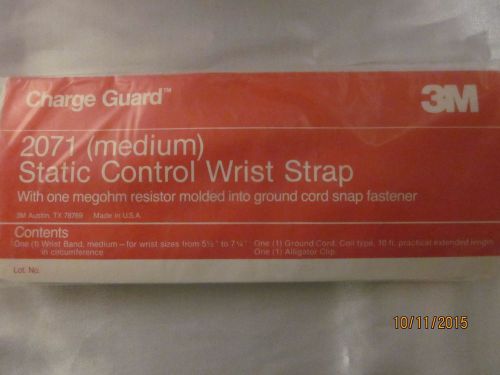 Charge Guard™
3M
2071 (medium)
Static Control Wrist Strap
With one megohm resistor molded into ground cord snap fastener
3M Austin, TX 78769 Made in U.S.A.
Contents
One (1) Wrist Band, medium–for wrist sizes from 5½" to 7¼"
in circumference
One (1) Ground Cord, Coil type, 10 ft. practical extended length
One (1) Alligator Clip.
Lot. No.
10/11/2015